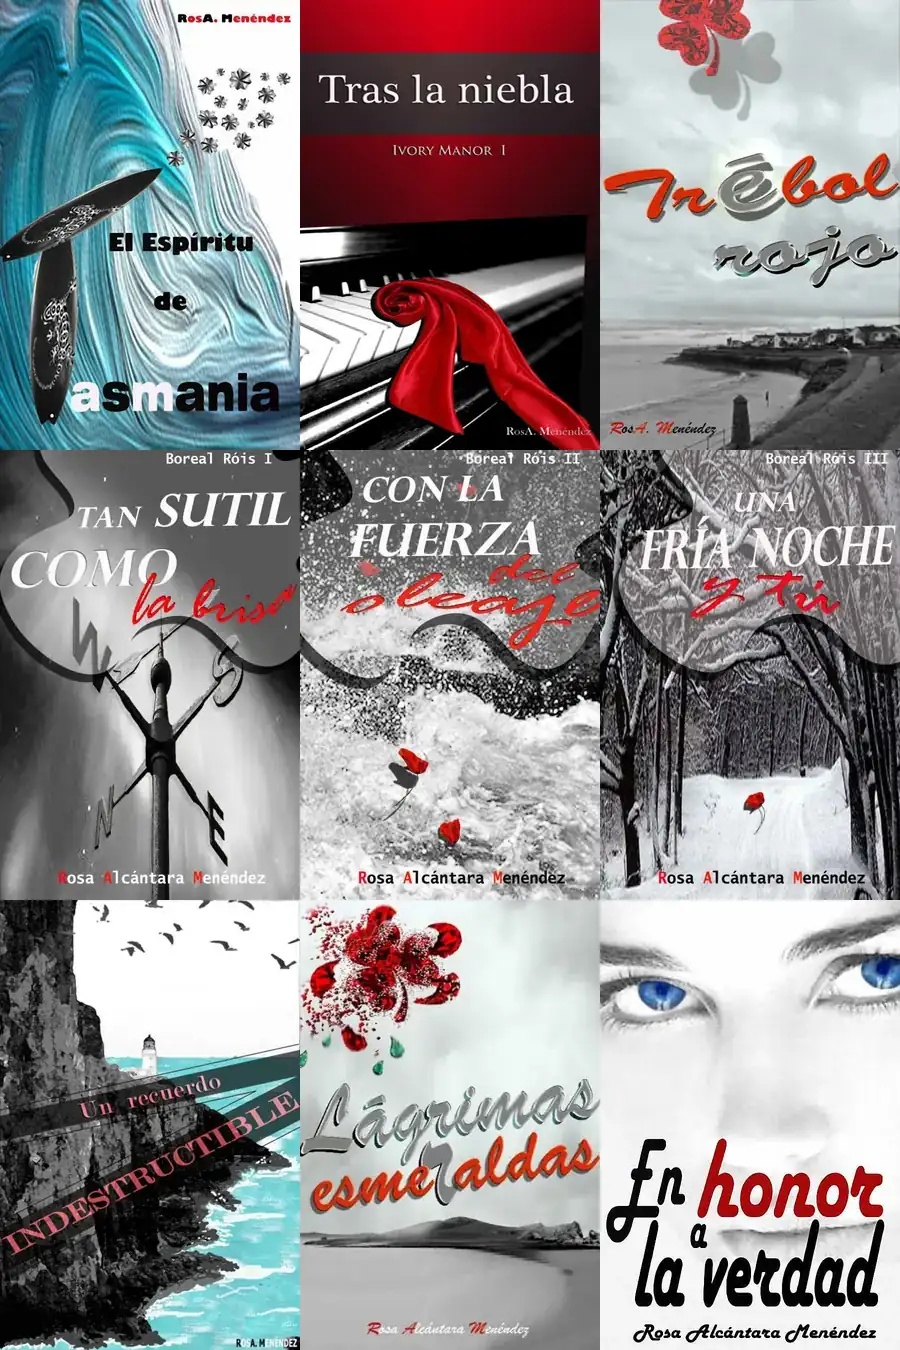 RosA. Menéndez
El Espíritu
de
Tasmania
Tras la niebla
IVORY MANOR I
RosA. Menéndez
Trébol
rojo
RosA. Menéndez
Boreal Róis I
TAN SUTIL
COMO
la brisa
W S
N E
Rosa Alcántara Menéndez
Boreal Róis II
CON LA
FUERZA
del
oleaje
Rosa Alcántara Menéndez
Boreal Róis III
UNA
FRÍA NOCHE
y tú
Rosa Alcántara Menéndez
Un recuerdo
INDESTRUCTIBLE
ROSA. MENÉNDEZ
Lágrimas
esmeraldas
Rosa Alcántara Menéndez
En honor
a
la verdad
Rosa Alcántara Menéndez